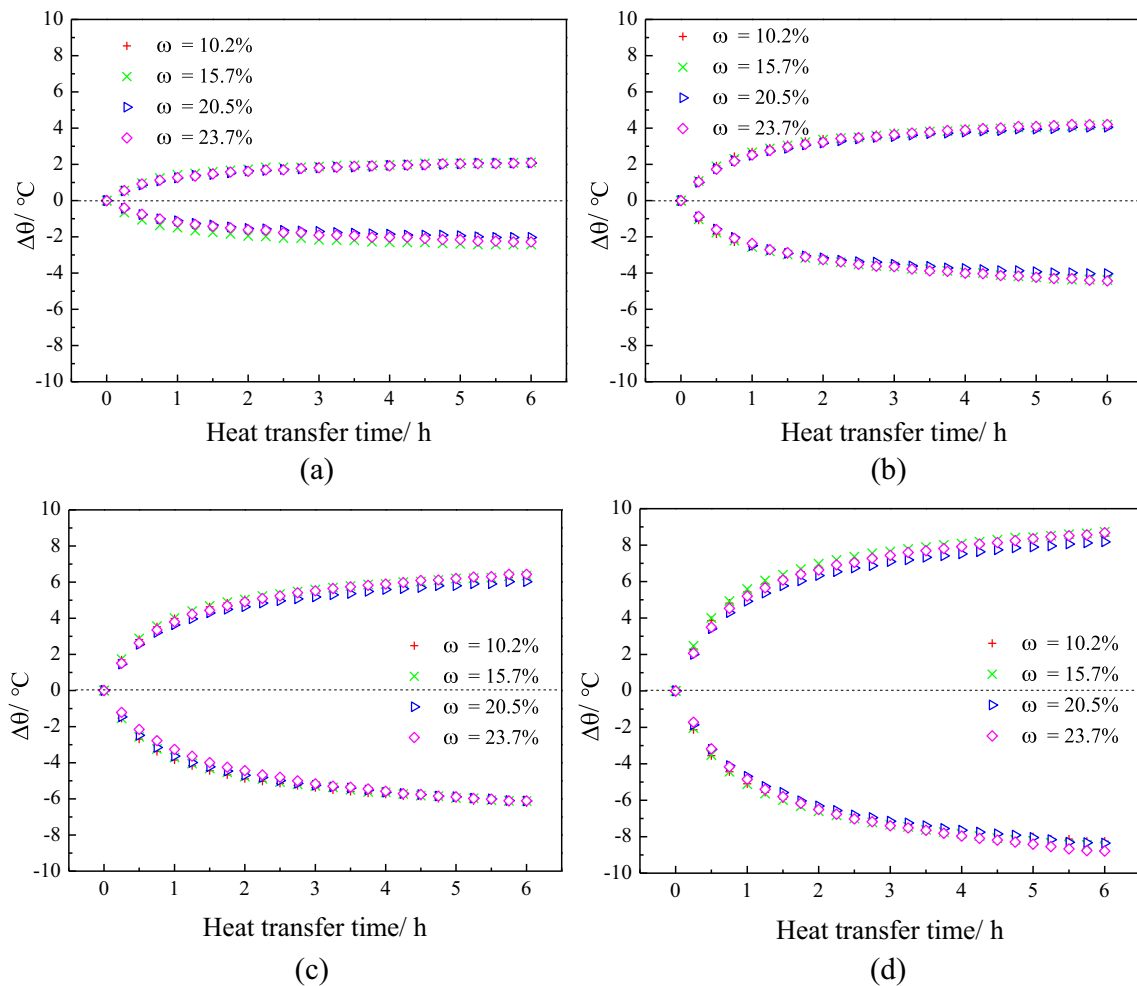 10
8
6
4
2
0
-2
-4
-6
-8
-10
Δθ/ °C
ω = 10.2%
ω = 15.7%
ω = 20.5%
ω = 23.7%
0 1 2 3 4 5 6
Heat transfer time/ h
(a)
10
8
6
4
2
0
-2
-4
-6
-8
-10
Δθ/ °C
ω = 10.2%
ω = 15.7%
ω = 20.5%
ω = 23.7%
0 1 2 3 4 5 6
Heat transfer time/ h
(b)
10
8
6
4
2
0
-2
-4
-6
-8
-10
Δθ/ °C
ω = 10.2%
ω = 15.7%
ω = 20.5%
ω = 23.7%
0 1 2 3 4 5 6
Heat transfer time/ h
(c)
10
8
6
4
2
0
-2
-4
-6
-8
-10
Δθ/ °C
ω = 10.2%
ω = 15.7%
ω = 20.5%
ω = 23.7%
0 1 2 3 4 5 6
Heat transfer time/ h
(d)